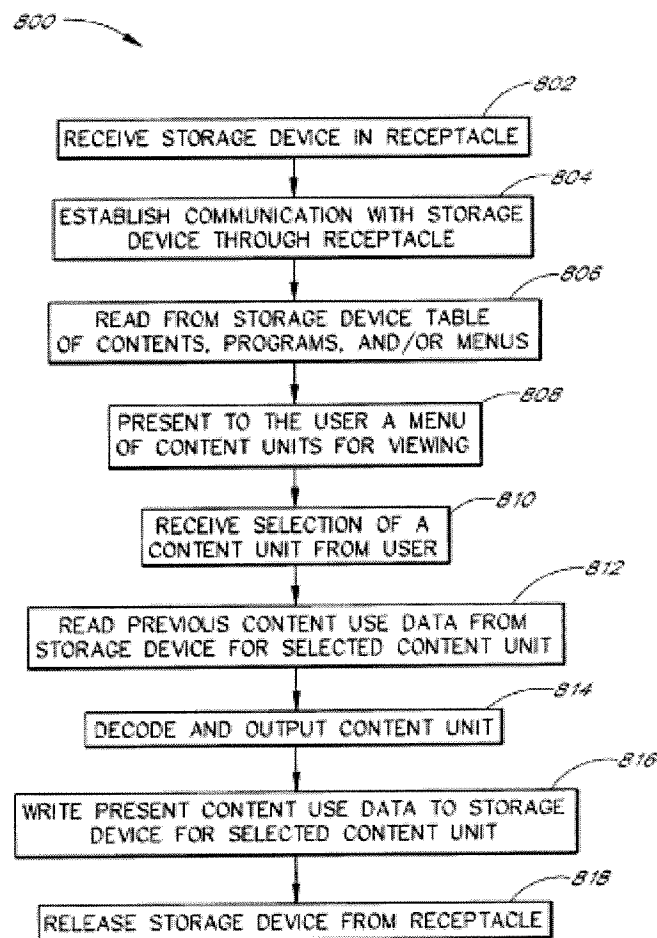 800
802
RECEIVE STORAGE DEVICE IN RECEPTACLE
804
ESTABLISH COMMUNICATION WITH STORAGE
DEVICE THROUGH RECEPTACLE
806
READ FROM STORAGE DEVICE TABLE
OF CONTENTS, PROGRAMS, AND/OR MENUS
808
PRESENT TO THE USER A MENU
OF CONTENT UNITS FOR VIEWING
810
RECEIVE SELECTION OF A
CONTENT UNIT FROM USER
812
READ PREVIOUS CONTENT USE DATA FROM
STORAGE DEVICE FOR SELECTED CONTENT UNIT
814
DECODE AND OUTPUT CONTENT UNIT
816
WRITE PRESENT CONTENT USE DATA TO STORAGE
DEVICE FOR SELECTED CONTENT UNIT
818
RELEASE STORAGE DEVICE FROM RECEPTACLE